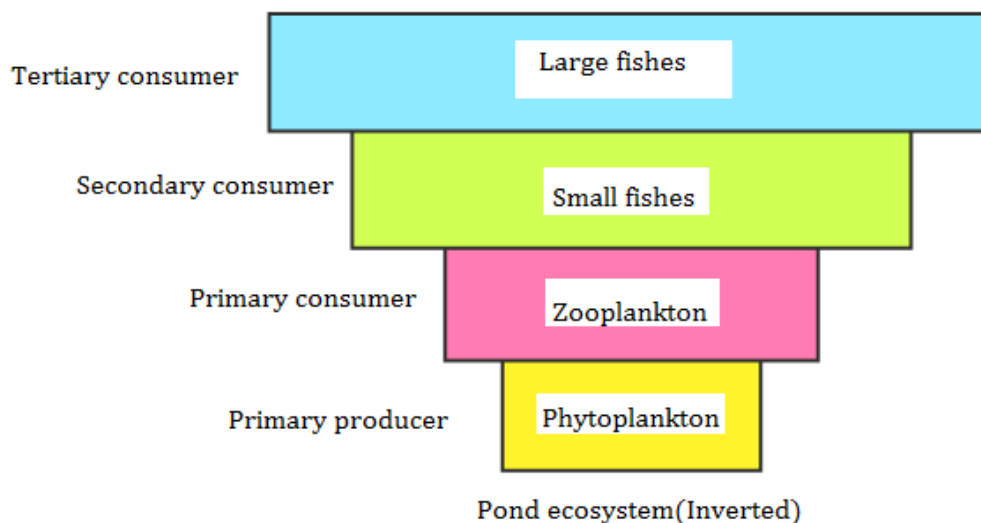 Tertiary consumer
Large fishes
Secondary consumer
Small fishes
Primary consumer
Zooplankton
Primary producer
Phytoplankton
Pond ecosystem(Inverted)